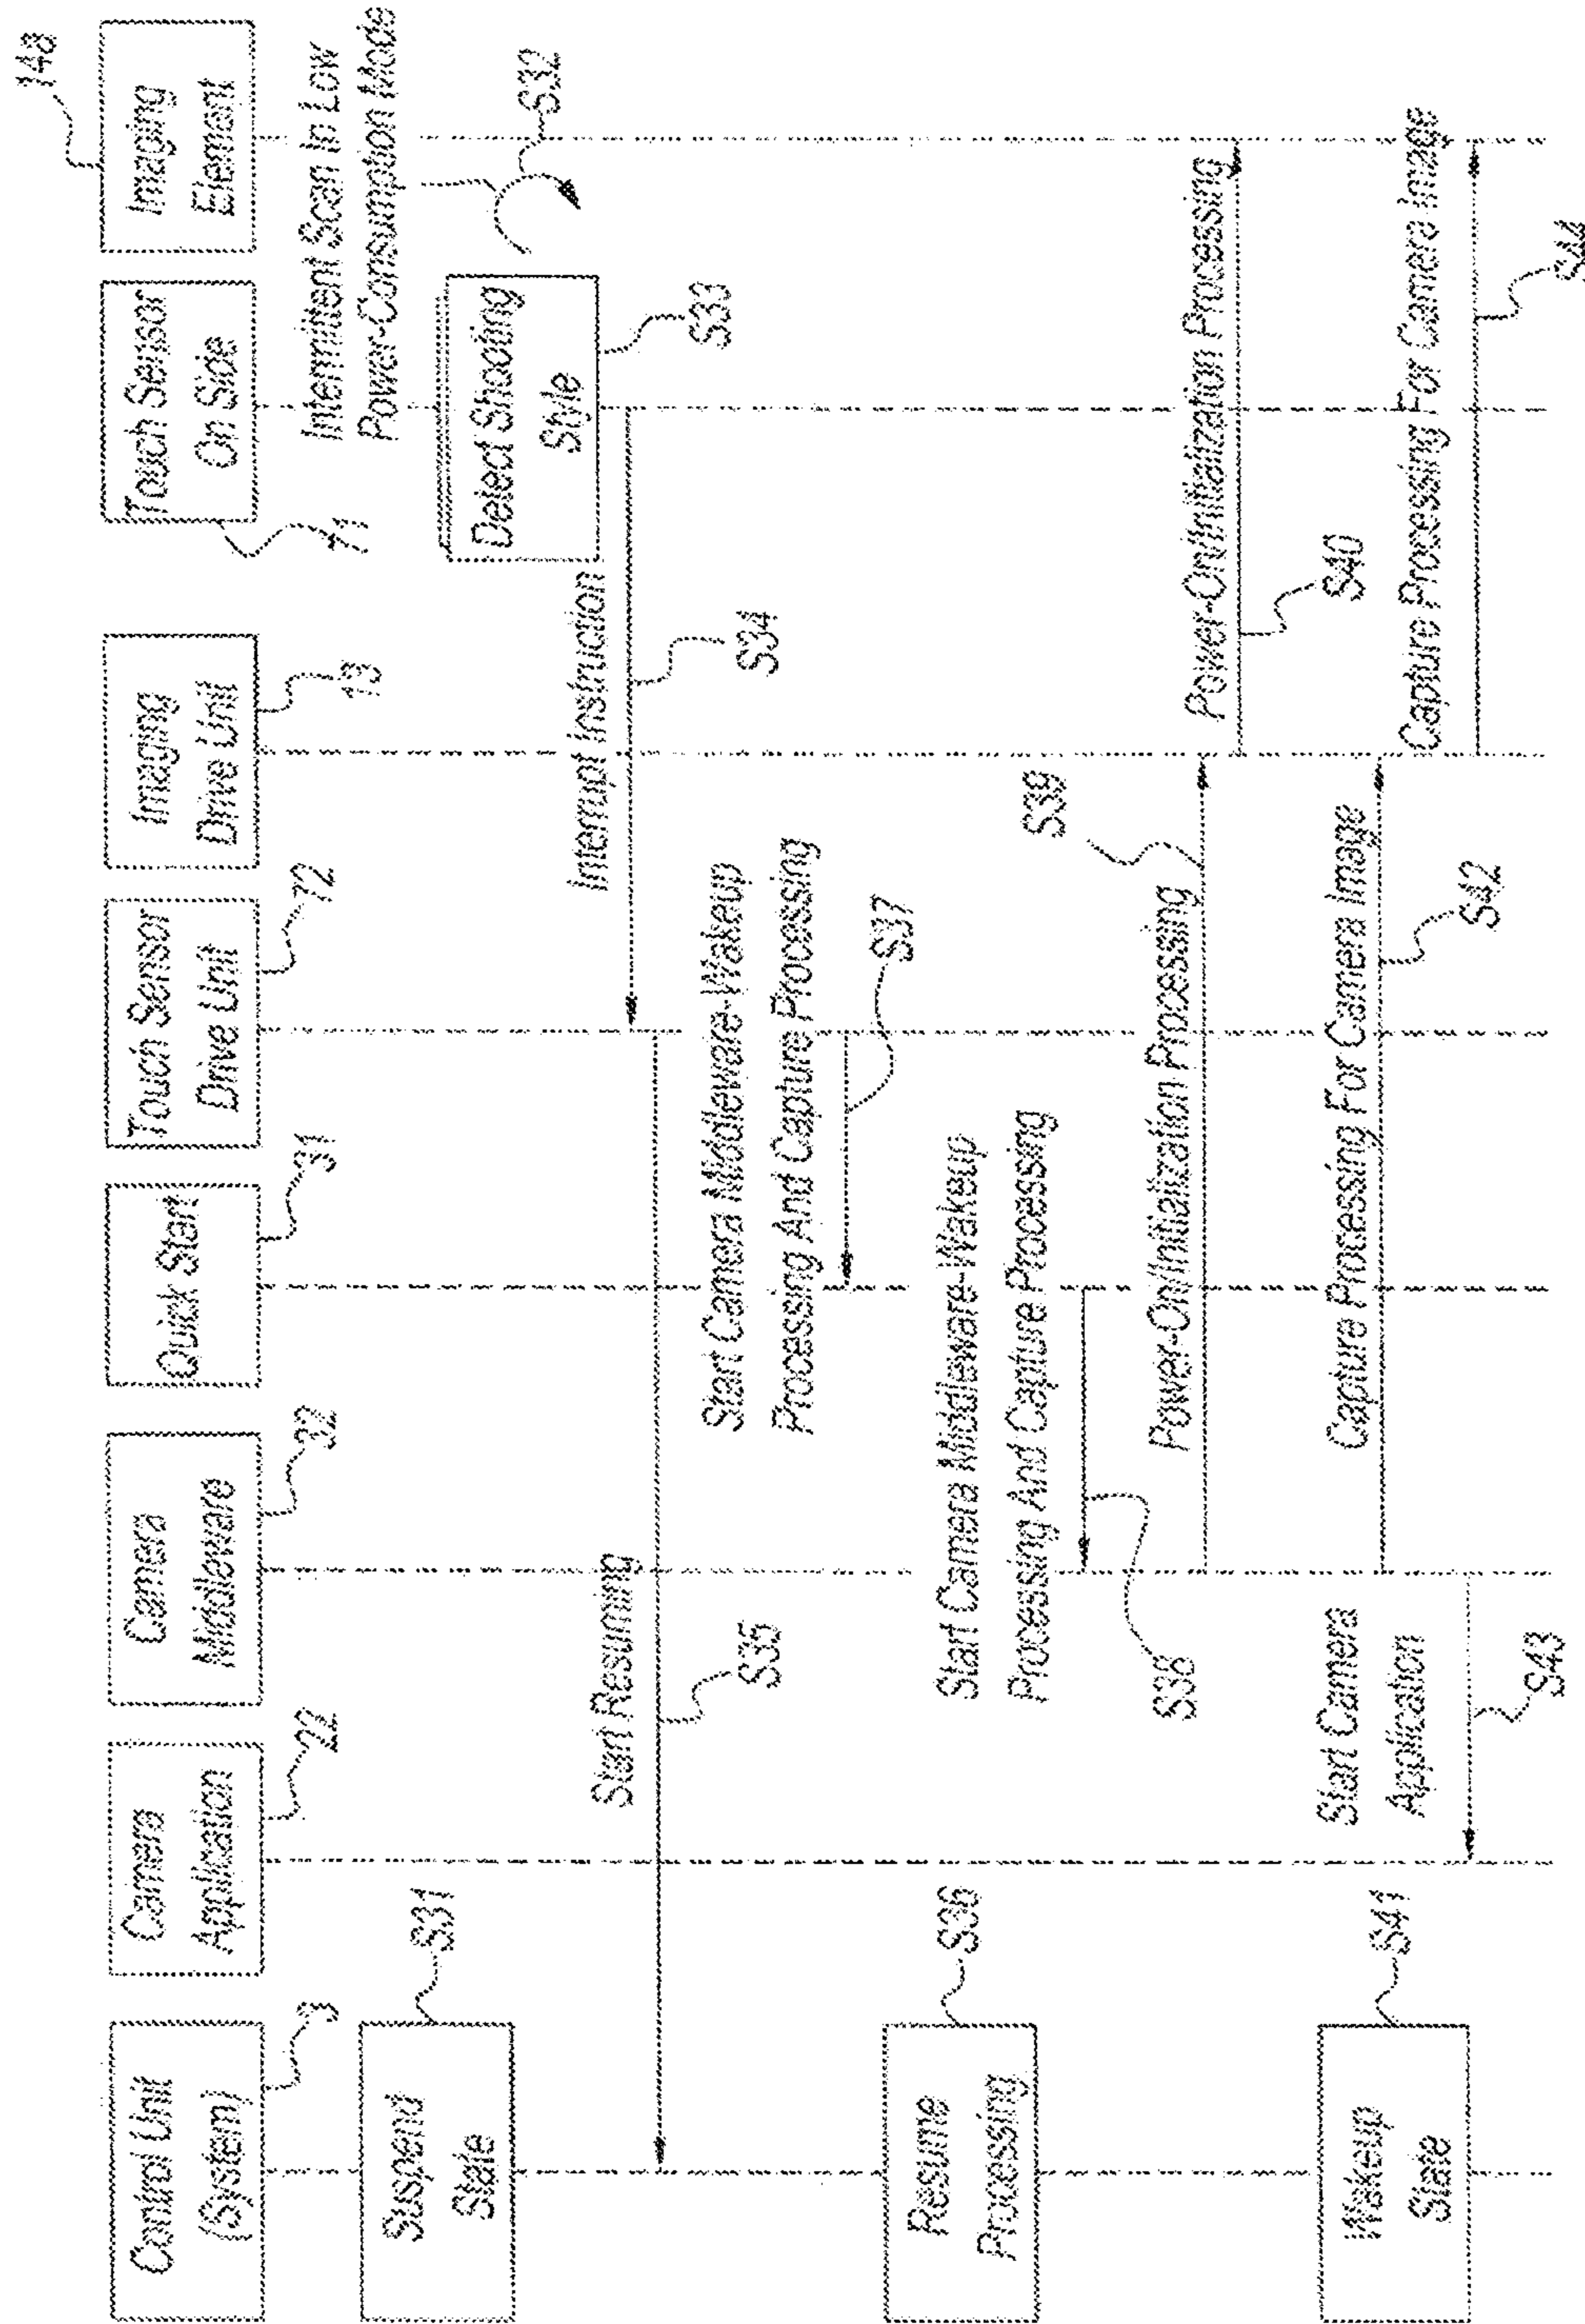 Control Unit
(System)
3
Camera
Application
22
Camera
Middleware
32
Quick Start
31
Touch Sensor
Drive Unit
72
Imaging
Drive Unit
13
Touch Sensor
On Side
71
Imaging
Element
148
Suspend
State
S31
Intermittent Scan In Low
Power-Consumption Mode
S32
Detect Shooting
Style
S33
Interrupt Instruction
S34
Start Resuming
S35
Resume
Processing
S36
Start Camera Middleware-Wakeup
Processing And Capture Processing
S37
Start Camera Middleware-Wakeup
Processing And Capture Processing
S38
Power-On/Initialization Processing
S39
Power-On/Initialization Processing
S40
Wakeup
State
S41
Capture Processing For Camera Image
S42
Start Camera
Application
S43
Capture Processing For Camera Image
S44